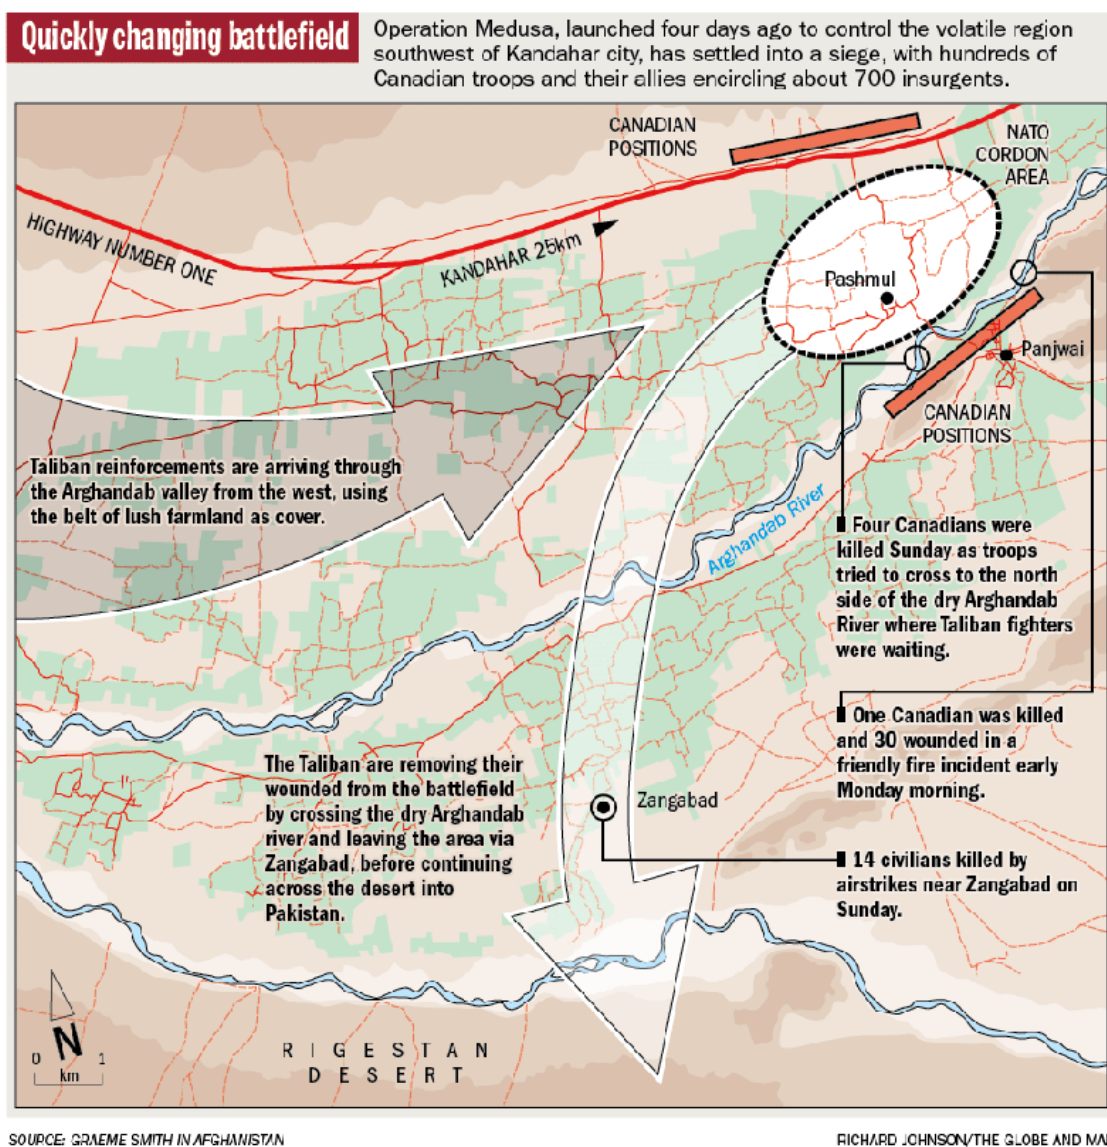 Quickly changing battlefield
Operation Medusa, launched four days ago to control the volatile region
southwest of Kandahar city, has settled into a siege, with hundreds of
Canadian troops and their allies encircling about 700 insurgents.
CANADIAN
POSITIONS
NATO
CORDON
AREA
HIGHWAY NUMBER ONE
KANDAHAR 25km
Pashmul
Panjwai
CANADIAN
POSITIONS
Taliban reinforcements are arriving through
the Arghandab valley from the west, using
the belt of lush farmland as cover.
Arghandab River
Four Canadians were
killed Sunday as troops
tried to cross to the north
side of the dry Arghandab
River where Taliban fighters
were waiting.
One Canadian was killed
and 30 wounded in a
friendly fire incident early
Monday morning.
The Taliban are removing their
wounded from the battlefield
by crossing the dry Arghandab
river and leaving the area via
Zangabad, before continuing
across the desert into
Pakistan.
Zangabad
14 civilians killed by
airstrikes near Zangabad on
Sunday.
N
0 1
km
RIGESTAN
DESERT
SOURCE: GRAEME SMITH IN AFGHANISTAN
RICHARD JOHNSON/THE GLOBE AND MA